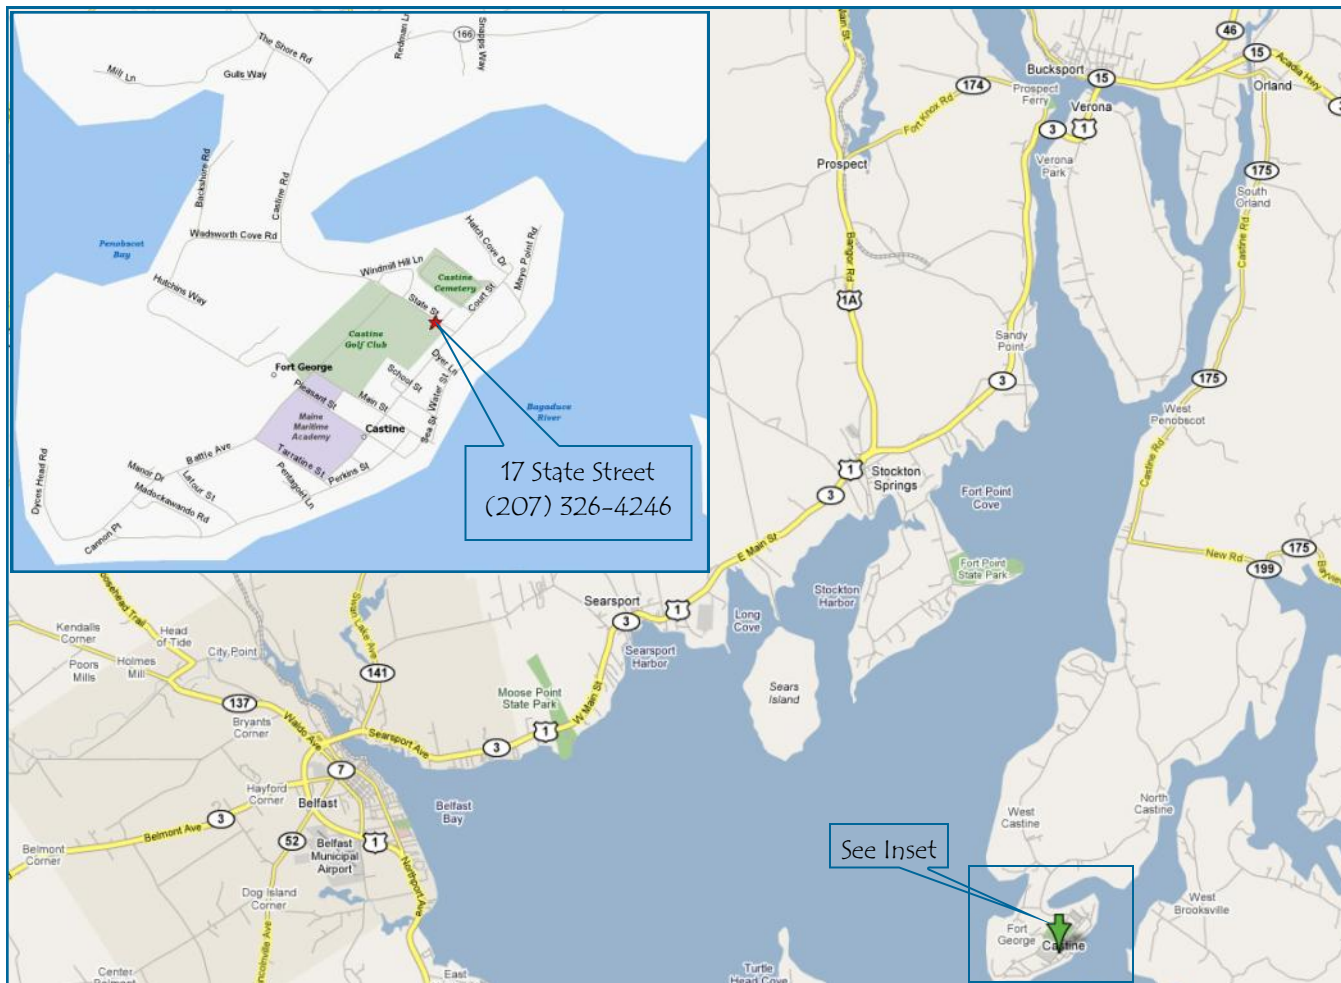 The Shore Rd
Redman Ln
166
Snapps Way
Mill Ln
Gulls Way
Backshore Rd
Castine Rd
Wadsworth Cove Rd
Penobscot
Bay
Hutchins Way
Windmill Hill Ln
Hatch Cove Dr
Mayo Point Rd
Castine
Cemetery
Court St
State St
Castine
Golf Club
Dyer Ln
School St
Fort George
Pleasant St
Main St
Water St
Sea St
Bagaduce
River
Maine
Maritime
Academy
Castine
Battle Ave
Tarratine St
Perkins St
Manor Dr
Latour St
Pentagoet Ln
Madockawando Rd
Dyces Head Rd
Cannon Pt
17 State Street
(207) 326-4246
Main St
46
15
Acadia Hwy
Bucksport
15
Orland
Prospect
Ferry
174
Verona
Fort Knox Rd
3
1
3
Prospect
Verona
Park
175
South
Orland
Bangor Rd
Castine Rd
1A
Sandy
Point
3
175
West
Penobscot
1
Stockton
Springs
3
Castine Rd
Fort Point
Cove
E Main St
New Rd
175
199
Bayvie
Fort Point
State Park
Stockton
Harbor
oosehead Trail
Swan Lake Ave
Searsport
1
3
Long
Cove
Kendalls
Corner
Head
of Tide
City Point
Searsport
Harbor
Poors
Mills
Holmes
Mill
141
Moose Point
State Park
W Main St
Sears
Island
137
Bryants
Corner
Waldo Ave
Searsport Ave
3
1
7
Hayford
Corner
Belfast
Belfast
Bay
3
Belmont Ave
52
1
Belmont
Corner
Belfast
Municipal
Airport
Northport Ave
Dog Island
Corner
incolnville Ave
Center
Belmont
East
Turtle
Head Cove
West
Castine
North
Castine
See Inset
West
Brooksville
Fort
George
Castine